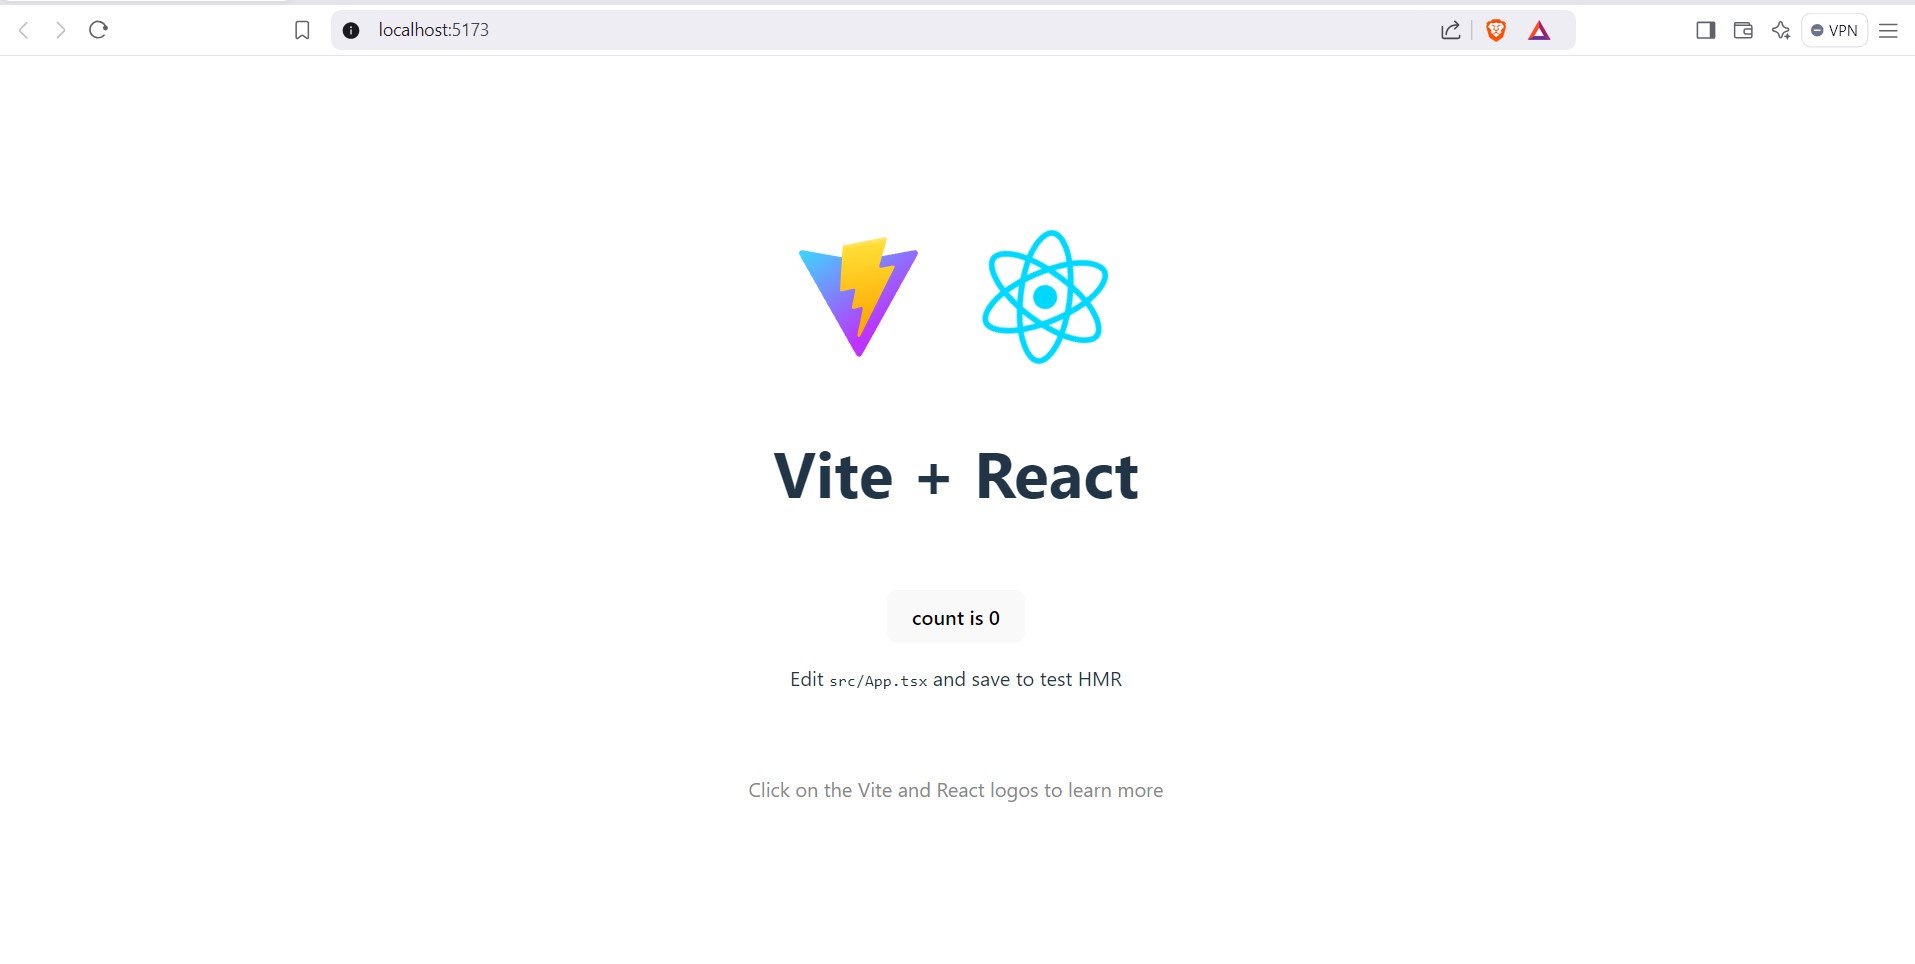 localhost:5173
VPN
Vite + React
count is 0
Edit src/App.tsx and save to test HMR
Click on the Vite and React logos to learn more